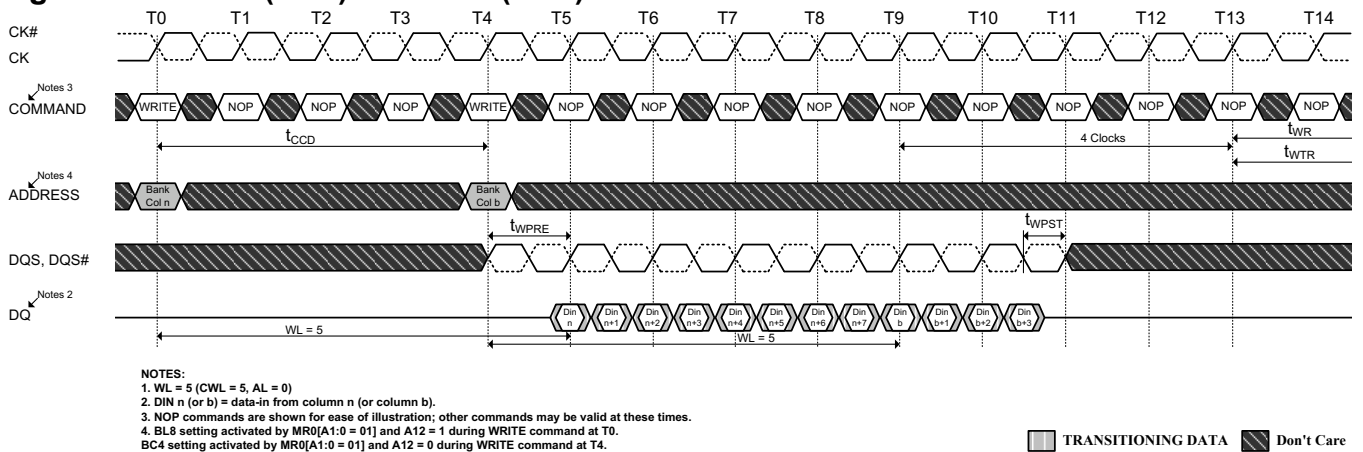 T0 T1 T2 T3 T4 T5 T6 T7 T8 T9 T10 T11 T12 T13 T14
CK#
CK
Notes 3
COMMAND
WRITE NOP NOP NOP WRITE NOP NOP NOP NOP NOP NOP NOP NOP NOP NOP
tCCD
4 Clocks
tWR
tWTR
Notes 4
ADDRESS
Bank Bank
Col n Col b
tWPRE
tWPST
DQS, DQS#
Notes 2
DQ
Din Din Din Din Din Din Din Din Din Din Din Din
n n+1 n+2 n+3 n+4 n+5 n+6 n+7 b b+1 b+2 b+3
WL = 5
WL = 5
NOTES:
1. WL = 5 (CWL = 5, AL = 0)
2. DIN n (or b) = data-in from column n (or column b).
3. NOP commands are shown for ease of illustration; other commands may be valid at these times.
4. BL8 setting activated by MR0[A1:0 = 01] and A12 = 1 during WRITE command at T0.
BC4 setting activated by MR0[A1:0 = 01] and A12 = 0 during WRITE command at T4.
TRANSITIONING DATA Don't Care